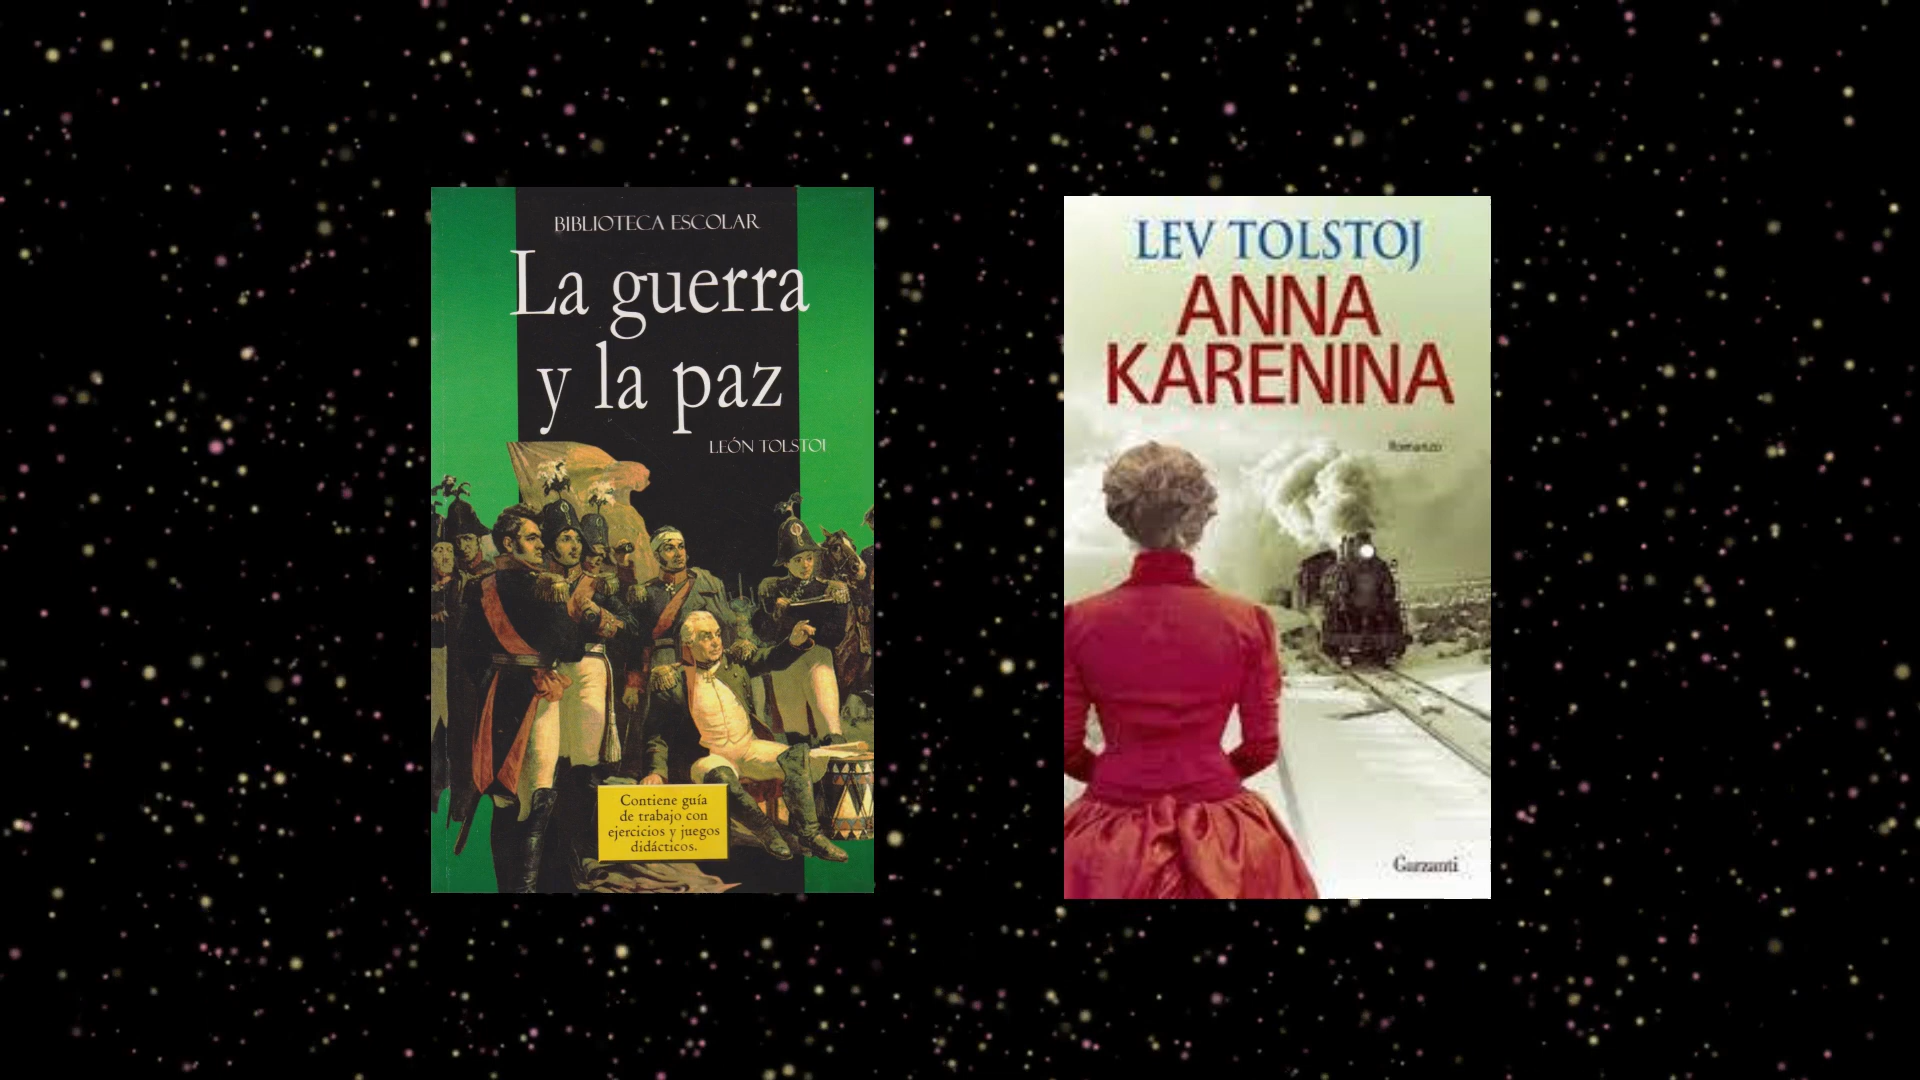 BIBLIOTECA ESCOLAR
La guerra
y la paz
LEÓN TOLSTOI
Contiene guía
de trabajo con
ejercicios y juegos
didácticos.
LEV TOLSTOJ
ANNA
KARENINA
Romanzo
Garzanti